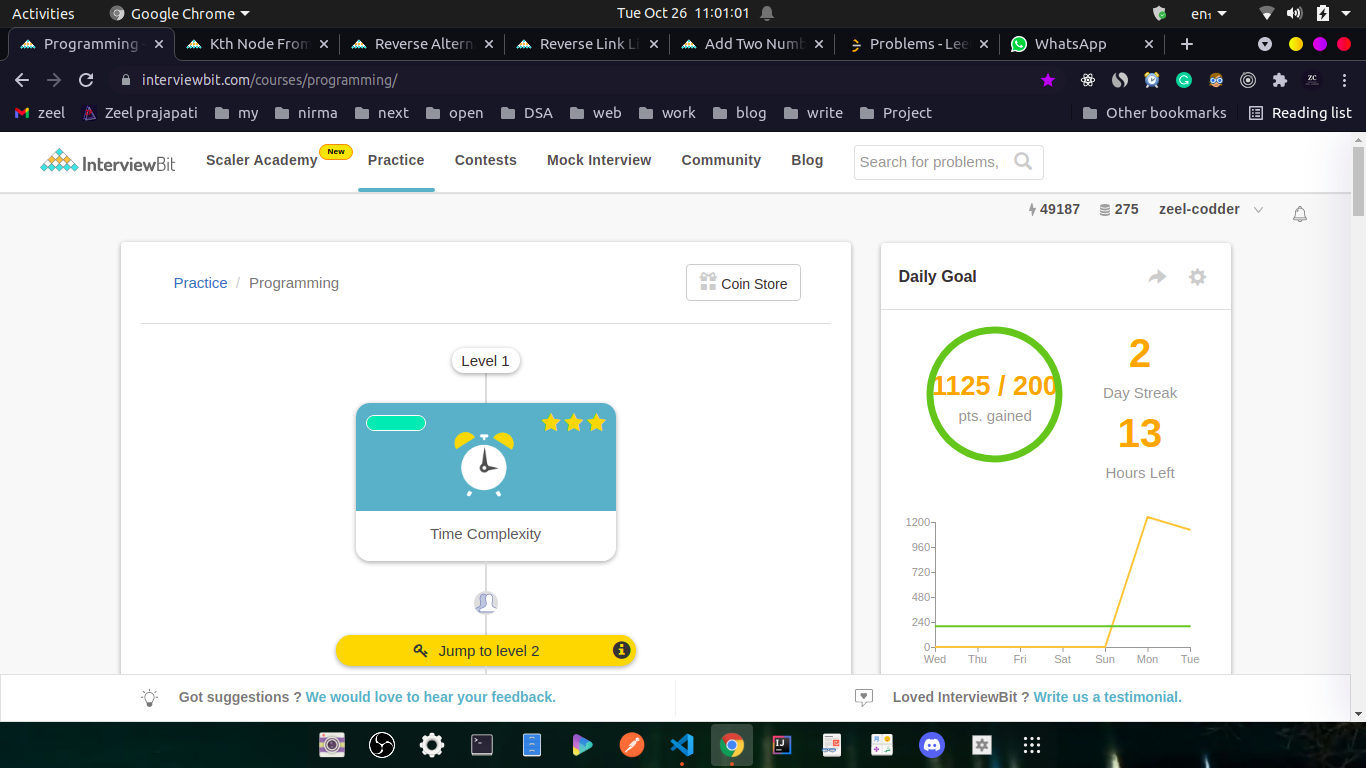 Activities Google Chrome Tue Oct 26 11:01:01 en₁
Programming - Kth Node From Reverse Altern Reverse Link Li Add Two Numb Problems - Lee WhatsApp
interviewbit.com/courses/programming/
zeel Zeel prajapati my nirma next open DSA web work blog write Project Other bookmarks Reading list
InterviewBit Scaler Academy New Practice Contests Mock Interview Community Blog Search for problems,
49187 275 zeel-codder
Practice / Programming
Coin Store
Level 1
Time Complexity
Jump to level 2
Daily Goal
1125 / 200
pts. gained
2
Day Streak
13
Hours Left
1200
960
720
480
240
0
Wed Thu Fri Sat Sun Mon Tue
Got suggestions ? We would love to hear your feedback.
Loved InterviewBit ? Write us a testimonial.